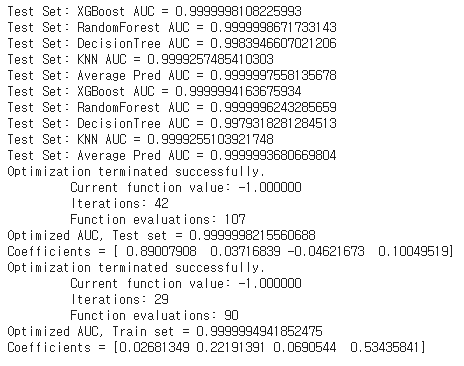 Test Set: XGBoost AUC = 0.9999998108225993
Test Set: RandomForest AUC = 0.9999998671733143
Test Set: DecisionTree AUC = 0.9983946607021206
Test Set: KNN AUC = 0.9999257485410303
Test Set: Average Pred AUC = 0.9999997558135678
Test Set: XGBoost AUC = 0.9999994163675934
Test Set: RandomForest AUC = 0.9999996243285659
Test Set: DecisionTree AUC = 0.9979318281284513
Test Set: KNN AUC = 0.9999255103921748
Test Set: Average Pred AUC = 0.9999993680669804
Optimization terminated successfully.
Current function value: -1.000000
Iterations: 42
Function evaluations: 107
Optimized AUC, Test set = 0.9999998215560688
Coefficients = [ 0.89007908  0.03716839 -0.04621673  0.10049519]
Optimization terminated successfully.
Current function value: -1.000000
Iterations: 29
Function evaluations: 90
Optimized AUC, Train set = 0.9999994941852475
Coefficients = [0.02681349 0.22191391 0.0690544  0.53435841]